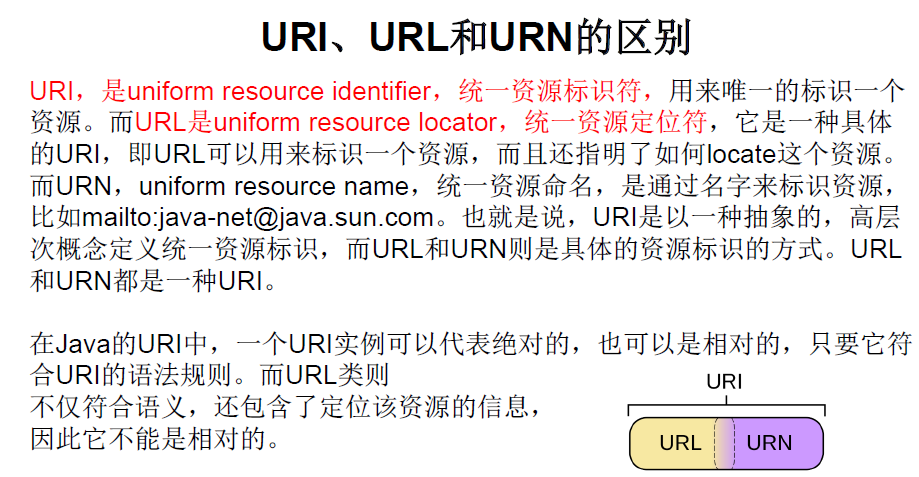 URI、URL和URN的区别
URI，是uniform resource identifier，统一资源标识符，用来唯一的标识一个
资源。而URL是uniform resource locator，统一资源定位符，它是一种具体
的URI，即URL可以用来标识一个资源，而且还指明了如何locate这个资源。
而URN，uniform resource name，统一资源命名，是通过名字来标识资源，
比如mailto:java-net@java.sun.com。也就是说，URI是以一种抽象的，高层
次概念定义统一资源标识，而URL和URN则是具体的资源标识的方式。URL
和URN都是一种URI。
在Java的URI中，一个URI实例可以代表绝对的，也可以是相对的，只要它符
合URI的语法规则。而URL类则
不仅符合语义，还包含了定位该资源的信息，
因此它不能是相对的。
URI
URL URN